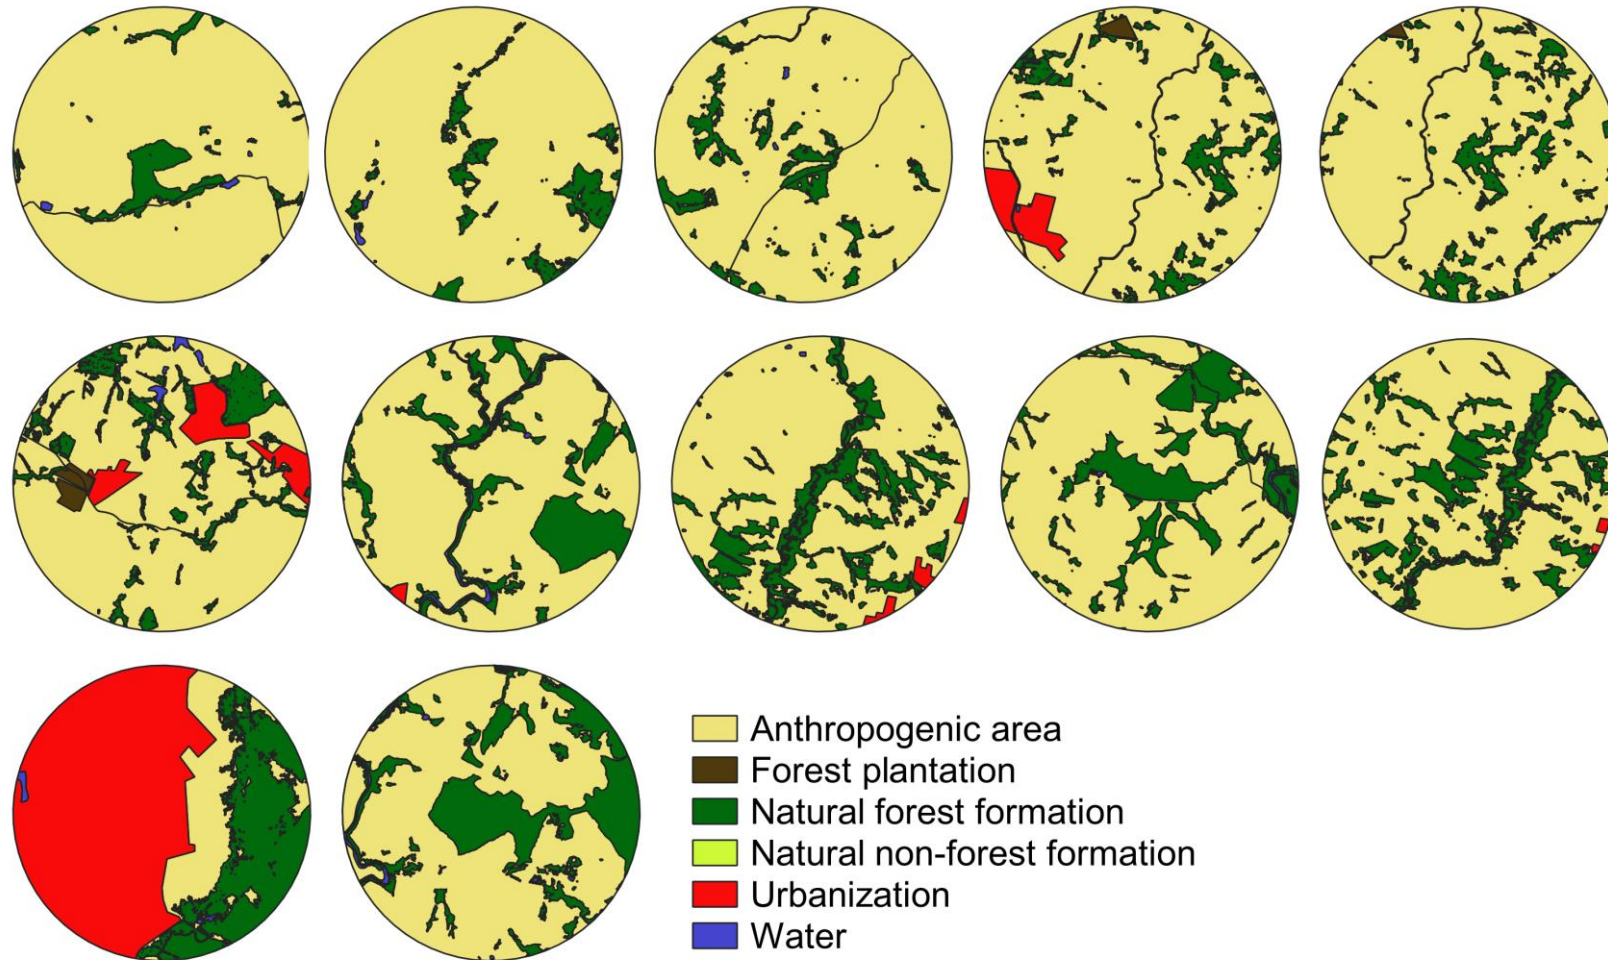 Anthropogenic area
Forest plantation
Natural forest formation
Natural non-forest formation
Urbanization
Water